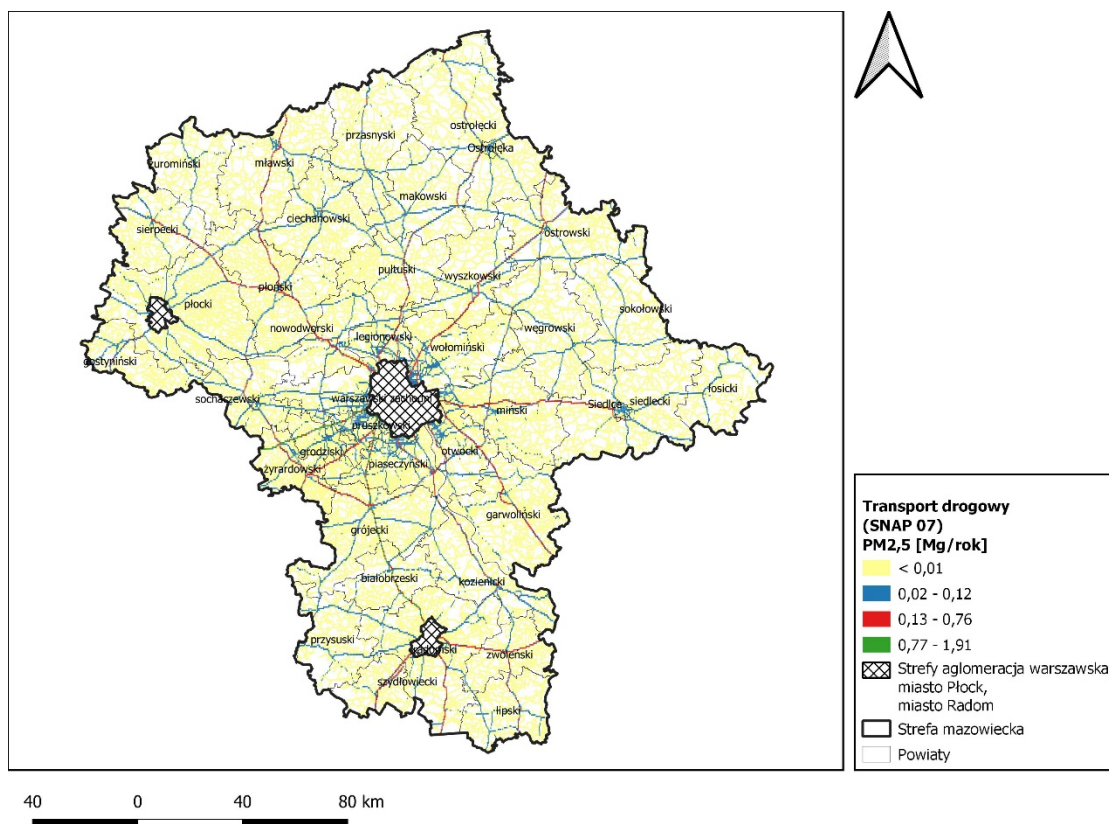 ostrołęcki
przasnyski
Ostrołęka
żuromiński
mławski
makowski
ciechanowski
sierpecki
ostrowski
pułtuski
wyszkowski
płoński
płocki
sokołowski
nowodworski
węgrowski
legionowski
wołomiński
gostyniński
łosicki
sochaczewski
warszawski zachodni
Siedlce
siedlecki
miński
pruszkowski
grodziski
otwocki
piaseczyński
żyrardowski
garwoliński
grójecki
białobrzeski
kozienicki
przysuski
radomski
zwoleński
szydłowiecki
lipski
Transport drogowy
(SNAP 07)
PM2,5 [Mg/rok]
< 0,01
0,02 - 0,12
0,13 - 0,76
0,77 - 1,91
Strefy aglomeracja warszawska
miasto Płock,
miasto Radom
Strefa mazowiecka
Powiaty
40 0 40 80 km